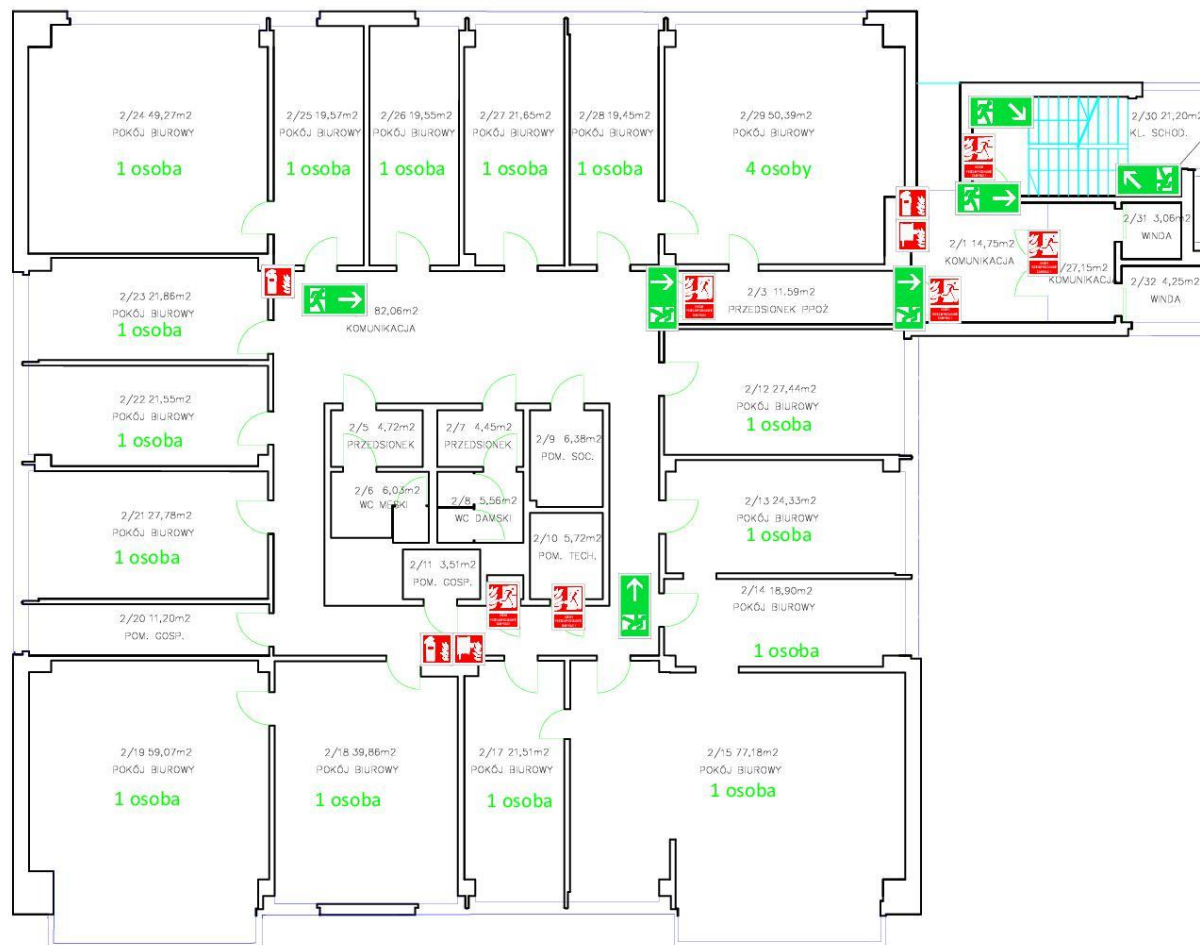 2/24 49,27m2
POKÓJ BIUROWY
1 osoba
2/25 19,57m2
POKÓJ BIUROWY
1 osoba
2/26 19,55m2
POKÓJ BIUROWY
1 osoba
2/27 21,65m2
POKÓJ BIUROWY
1 osoba
2/28 19,45m2
POKÓJ BIUROWY
1 osoba
2/29 50,39m2
POKÓJ BIUROWY
4 osoby
2/30 21,20m2
KL. SCHOD.
2/31 3,06m2
WINDA
2/1 14,75m2
KOMUNIKACJA
/27,15m2
KOMUNIKACJA
2/32 4,25m2
WINDA
2/23 21,86m2
POKÓJ BIUROWY
1 osoba
82,06m2
KOMUNIKACJA
2/3 11,59m2
PRZEDSIONEK PPOŻ
2/22 21,55m2
POKÓJ BIUROWY
1 osoba
2/12 27,44m2
POKÓJ BIUROWY
1 osoba
2/5 4,72m2
PRZEDSIONEK
2/7 4,45m2
PRZEDSIONEK
2/9 6,38m2
POM. SOC.
2/6 6,03m2
WC MĘSKI
2/8 5,56m2
WC DAMSKI
2/21 27,78m2
POKÓJ BIUROWY
1 osoba
2/13 24,33m2
POKÓJ BIUROWY
1 osoba
2/10 5,72m2
POM. TECH.
2/11 3,51m2
POM. GOSP.
2/14 18,90m2
POKÓJ BIUROWY
1 osoba
2/20 11,20m2
POM. GOSP.
2/19 59,07m2
POKÓJ BIUROWY
1 osoba
2/18 39,86m2
POKÓJ BIUROWY
1 osoba
2/17 21,51m2
POKÓJ BIUROWY
1 osoba
2/15 77,18m2
POKÓJ BIUROWY
1 osoba